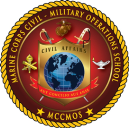 MARINE CORPS CIVIL - MILITARY OPERATIONS SCHOOL
CIVIL AFFAIRS
MCCMOS